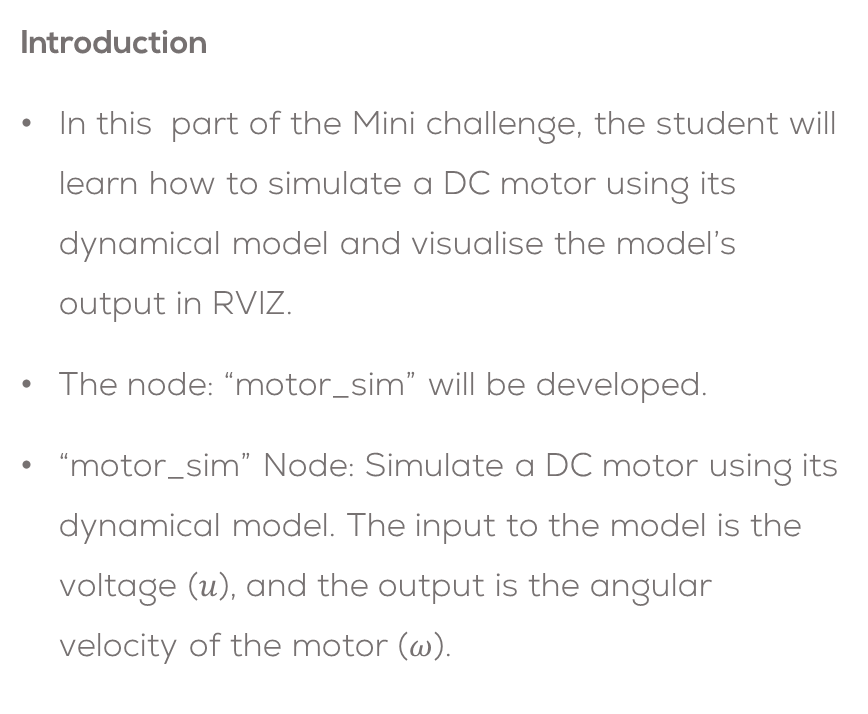 Introduction
• In this  part of the Mini challenge, the student will
learn how to simulate a DC motor using its
dynamical model and visualise the model’s
output in RVIZ.
• The node: “motor_sim” will be developed.
• “motor_sim” Node: Simulate a DC motor using its
dynamical model. The input to the model is the
voltage (𝑢), and the output is the angular
velocity of the motor (𝜔).